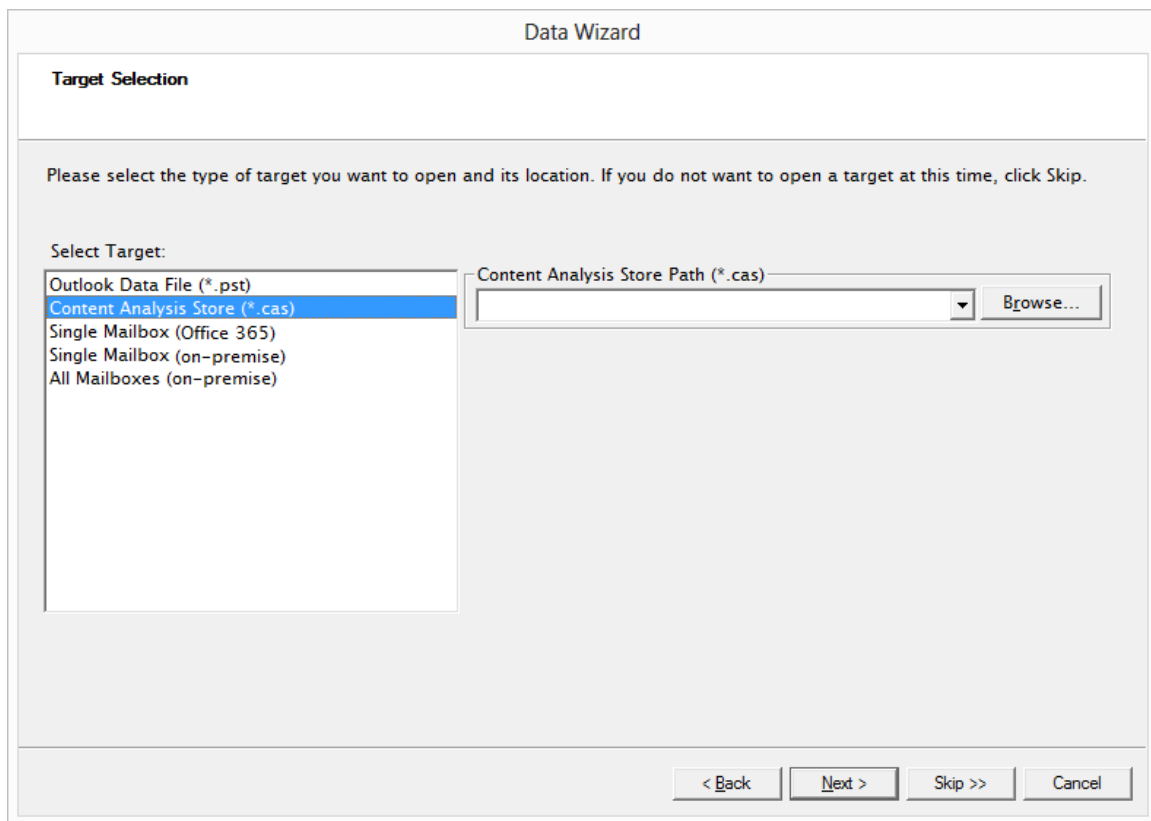 Data Wizard
Target Selection
Please select the type of target you want to open and its location. If you do not want to open a target at this time, click Skip.
Select Target:
Outlook Data File (*.pst)
Content Analysis Store (*.cas)
Single Mailbox (Office 365)
Single Mailbox (on-premise)
All Mailboxes (on-premise)
Content Analysis Store Path (*.cas)
Browse...
< Back
Next >
Skip >>
Cancel